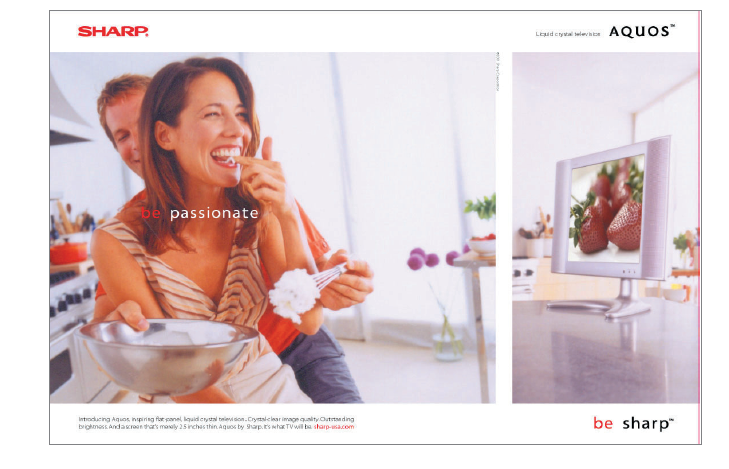 SHARP®
Liquid crystal television AQUOS™
be passionate
Introducing Aquos, inspiring flat-panel, liquid crystal television. Crystal-clear image quality. Outstanding
brightness. And a screen that's merely 2.5 inches thin. Aquos by Sharp. It's what TV will be. sharp-usa.com
be sharp™